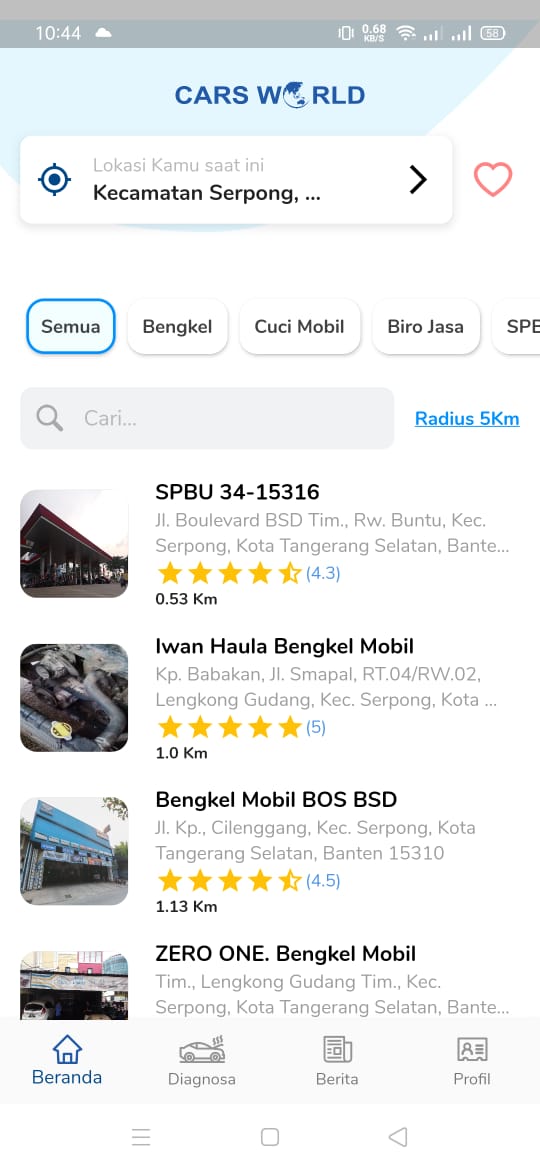 10:44
0.68
KB/S
58
CARS WORLD
Lokasi Kamu saat ini
Kecamatan Serpong, ...
Semua
Bengkel
Cuci Mobil
Biro Jasa
SPB
Cari...
Radius 5Km
SPBU 34-15316
Jl. Boulevard BSD Tim., Rw. Buntu, Kec.
Serpong, Kota Tangerang Selatan, Bante...
(4.3)
0.53 Km
Iwan Haula Bengkel Mobil
Kp. Babakan, Jl. Smapal, RT.04/RW.02,
Lengkong Gudang, Kec. Serpong, Kota ...
(5)
1.0 Km
Bengkel Mobil BOS BSD
Jl. Kp., Cilenggang, Kec. Serpong, Kota
Tangerang Selatan, Banten 15310
(4.5)
1.13 Km
ZERO ONE. Bengkel Mobil
Tim., Lengkong Gudang Tim., Kec.
Serpong, Kota Tangerang Selatan, Bante...
Beranda
Diagnosa
Berita
Profil